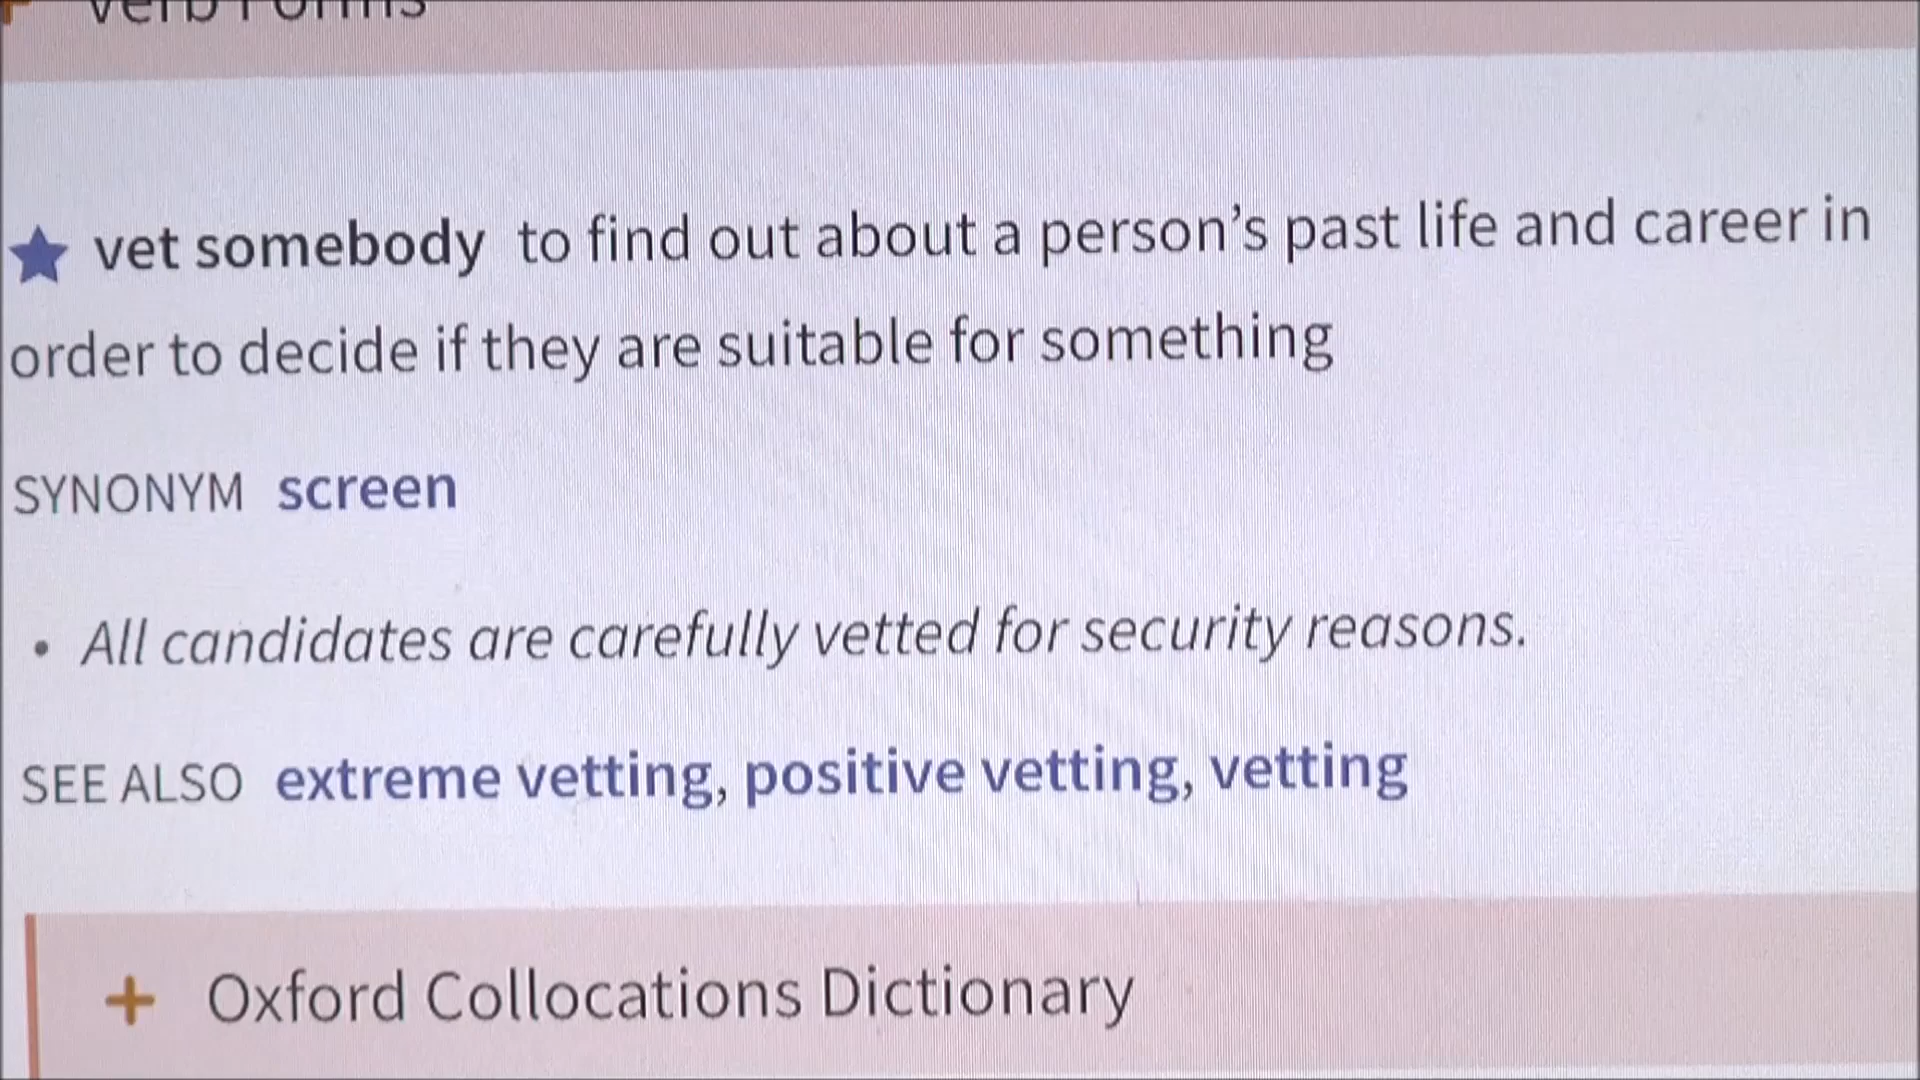 Verb Forms
vet somebody to find out about a person's past life and career in
order to decide if they are suitable for something
SYNONYM screen
• All candidates are carefully vetted for security reasons.
SEE ALSO extreme vetting, positive vetting, vetting
+ Oxford Collocations Dictionary